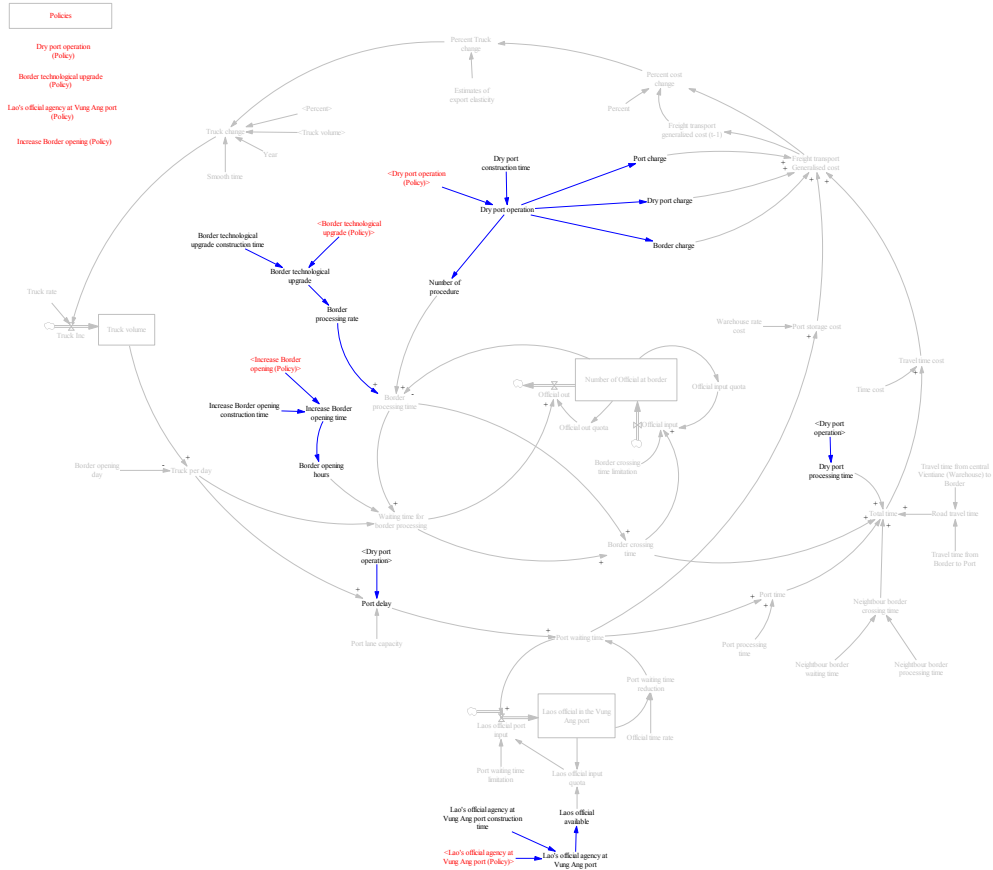 Policies
Dry port operation
(Policy)
Border technological upgrade
(Policy)
Lao's official agency at Vung Ang port
(Policy)
Increase Border opening (Policy)
Percent Truck
change
Estimates of
export elasticity
Percent cost
change
Percent
Freight transport
generalized cost (t-1)
<Percent>
<Truck volume>
Truck change
Year
Smooth time
Freight transport
Generalised cost
Port charge
Dry port
construction time
<Dry port operation
(Policy)>
Dry port operation
Dry port charge
Border charge
<Border technological
upgrade (Policy)>
Border technological
upgrade construction time
Border technological
upgrade
Number of
procedure
Border
processing rate
Truck rate
Truck Inc
Truck volume
Warehouse rate
cost
Port storage cost
<Increase Border
opening (Policy)>
Increase Border opening
construction time
Increase Border
opening time
Border
processing time
Number of Official at border
Official out
Official input quota
Official out quota
Official input
Travel time cost
Time cost
Border opening
day
Truck per day
Border opening
hours
Border crossing
time limitation
<Dry port
operation>
Dry port
processing time
Travel time from central
Vientiane (Warehouse) to
Border
Waiting time for
border processing
Total time
Road travel time
Border crossing
time
Travel time from
Border to Port
<Dry port
operation>
Port delay
Port lane capacity
Port time
Neighbour border
crossing time
Port waiting time
Port processing
time
Neighbour border
waiting time
Neighbour border
processing time
Port waiting time
reduction
Laos official in the Vung
Ang port
Laos official port
input
Official time rate
Port waiting time
limitation
Laos official input
quota
Lao's official agency at
Vung Ang port construction
time
Laos official
available
<Lao's official agency at
Vung Ang port (Policy)>
Lao's official agency at
Vung Ang port